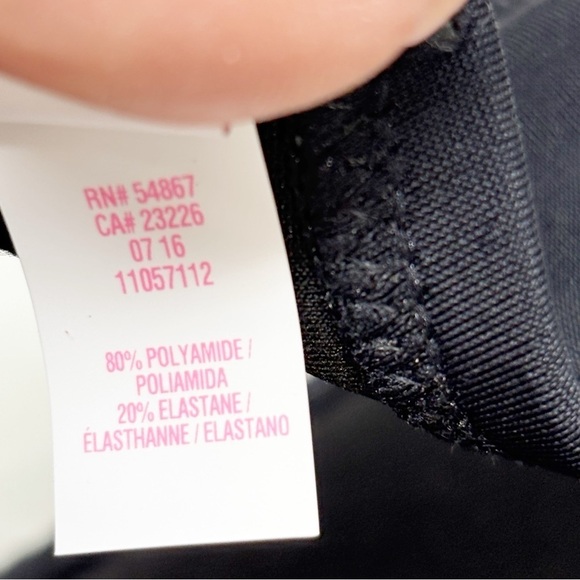 RN# 54867
CA# 23226
07 16
11057112
80% POLYAMIDE /
POLIAMIDA
20% ELASTANE /
ÉLASTHANNE / ELASTANO